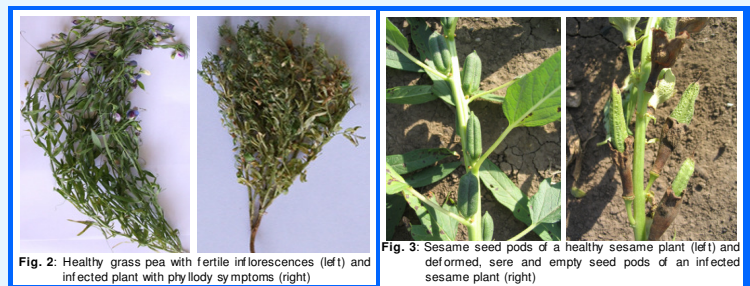 Fig. 2: Healthy grass pea with fertile inflorescences (left) and
infected plant with phyllody symptoms (right)
Fig. 3: Sesame seed pods of a healthy sesame plant (left) and
deformed, sere and empty seed pods of an infected
sesame plant (right)